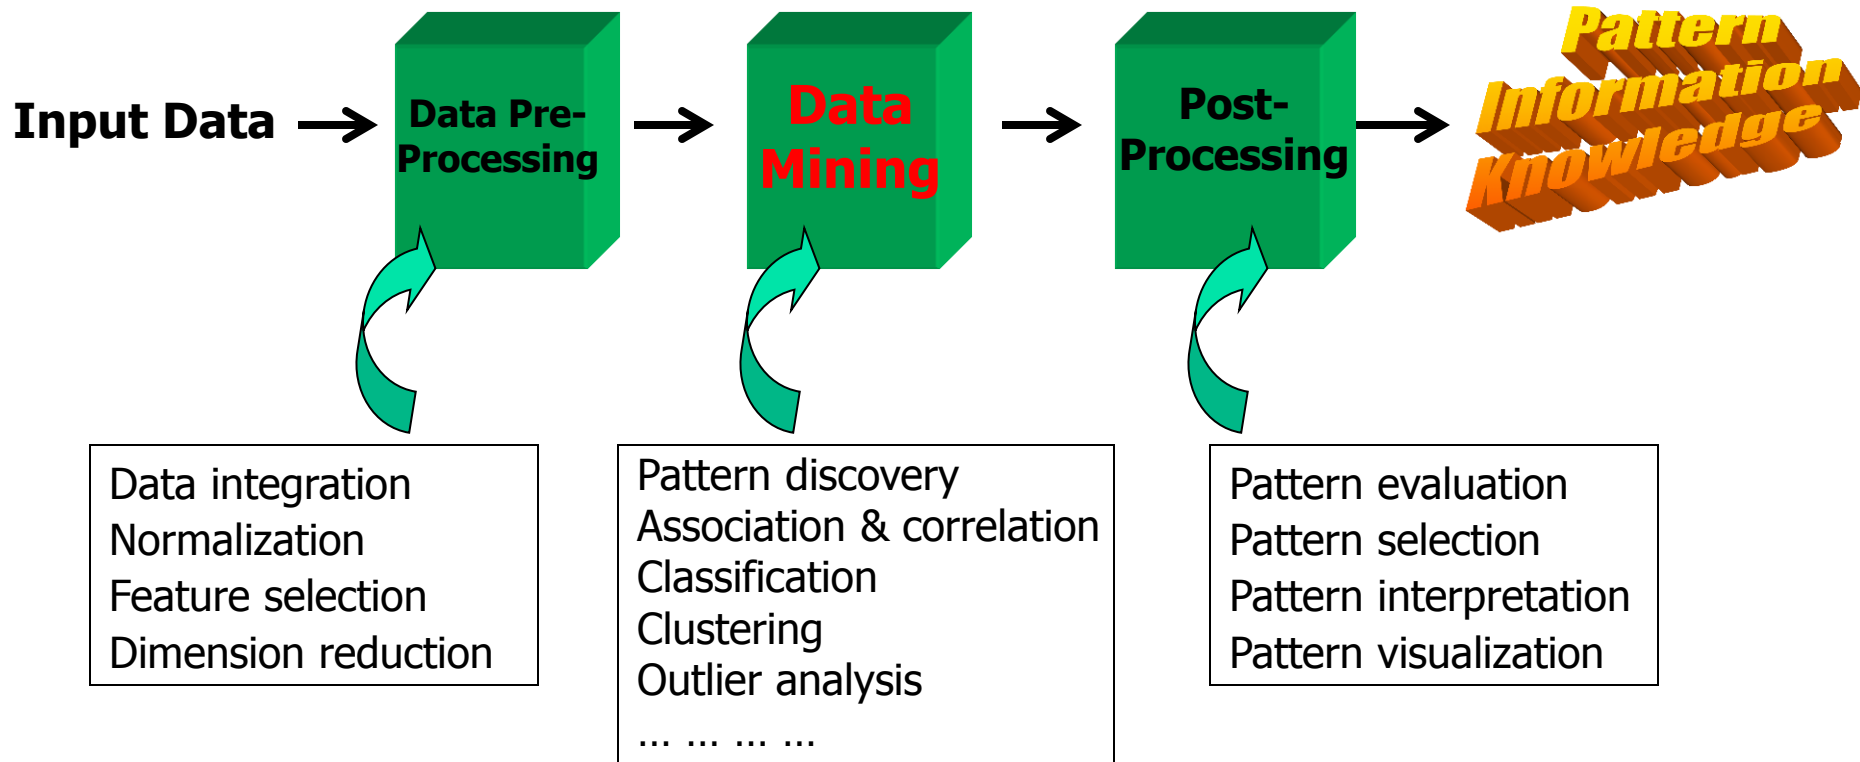 Input Data
Data Pre-
Processing
Data
Mining
Post-
Processing
Pattern
Information
Knowledge
Data integration
Normalization
Feature selection
Dimension reduction
Pattern discovery
Association & correlation
Classification
Clustering
Outlier analysis
... ... ... ...
Pattern evaluation
Pattern selection
Pattern interpretation
Pattern visualization